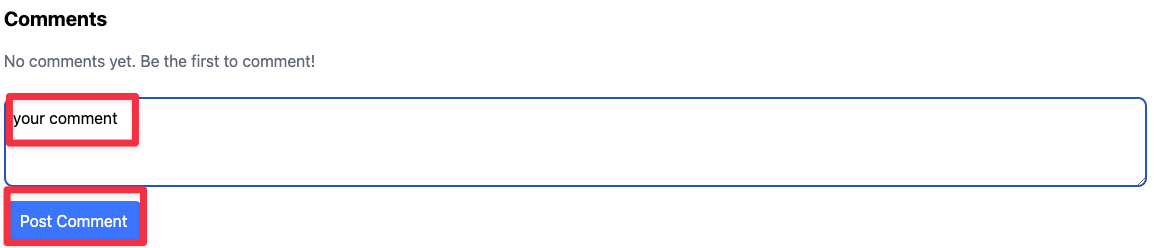 Comments
No comments yet. Be the first to comment!
your comment
Post Comment